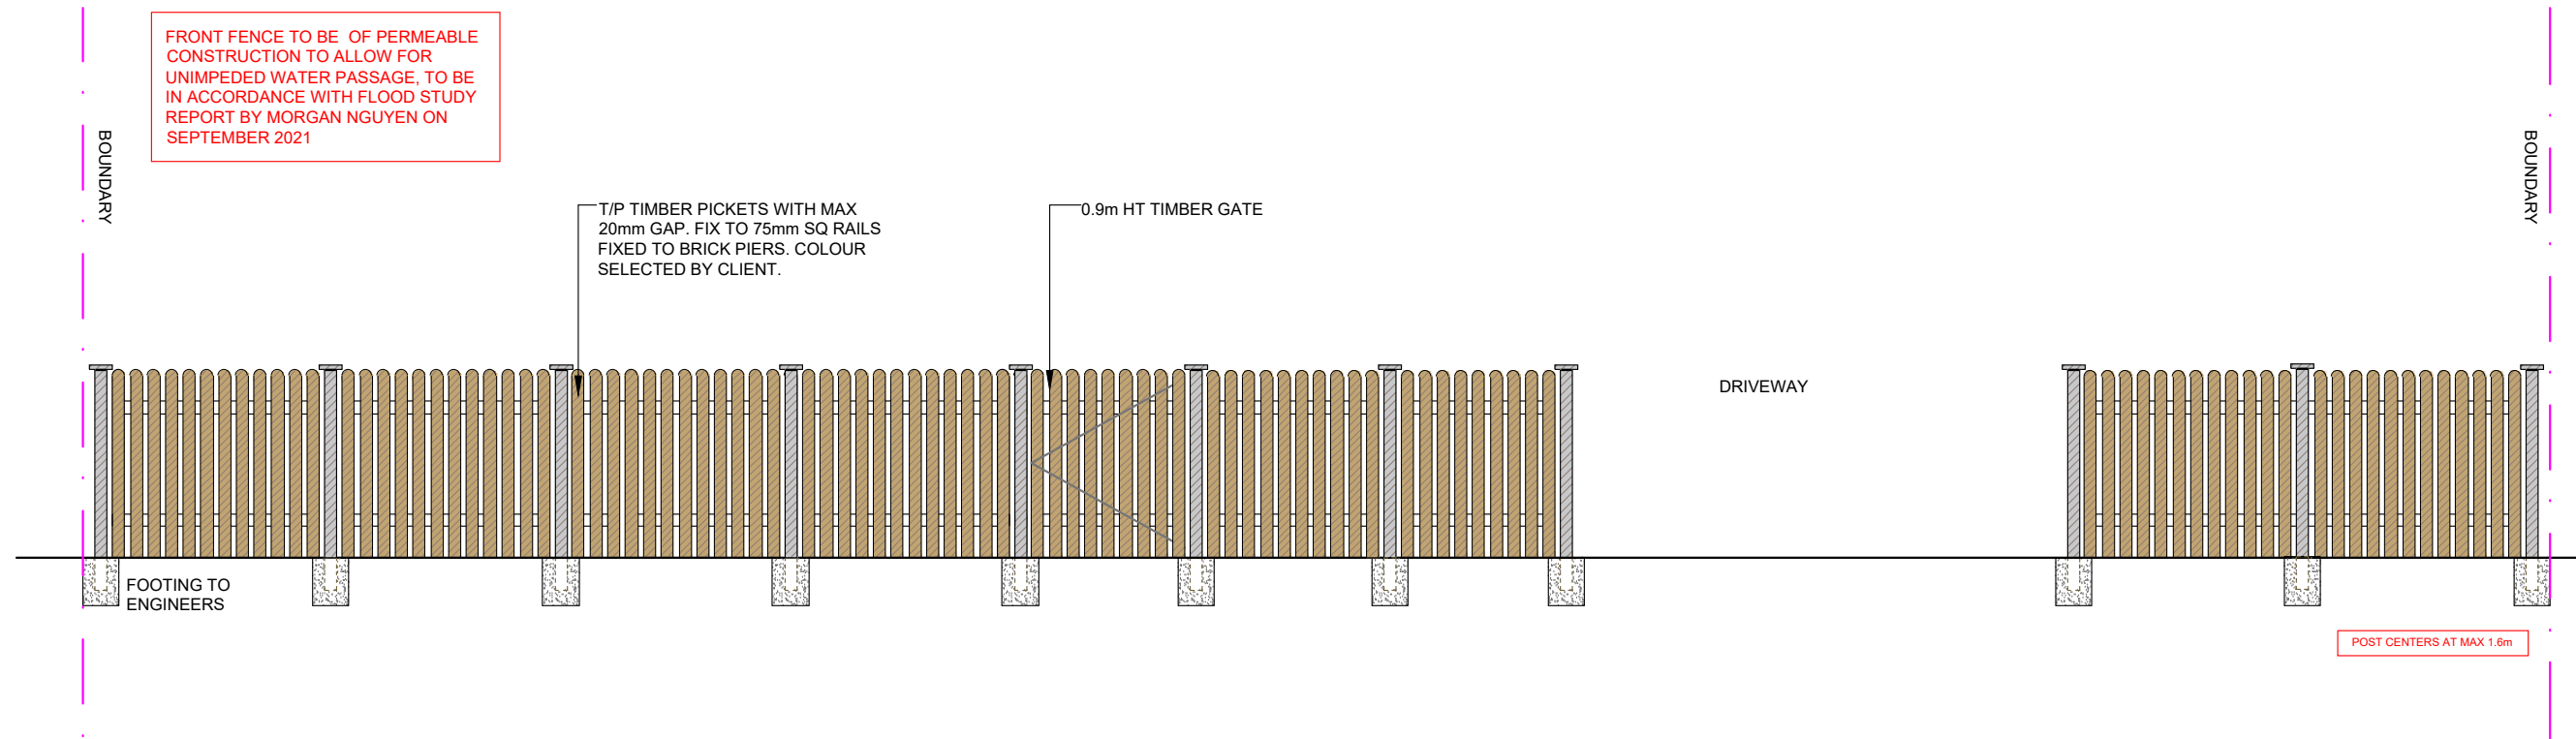 FRONT FENCE TO BE OF PERMEABLE
CONSTRUCTION TO ALLOW FOR
UNIMPEDED WATER PASSAGE, TO BE
IN ACCORDANCE WITH FLOOD STUDY
REPORT BY MORGAN NGUYEN ON
SEPTEMBER 2021
BOUNDARY
BOUNDARY
T/P TIMBER PICKETS WITH MAX
20mm GAP. FIX TO 75mm SQ RAILS
FIXED TO BRICK PIERS. COLOUR
SELECTED BY CLIENT.
0.9m HT TIMBER GATE
DRIVEWAY
FOOTING TO
ENGINEERS
POST CENTERS AT MAX 1.6m